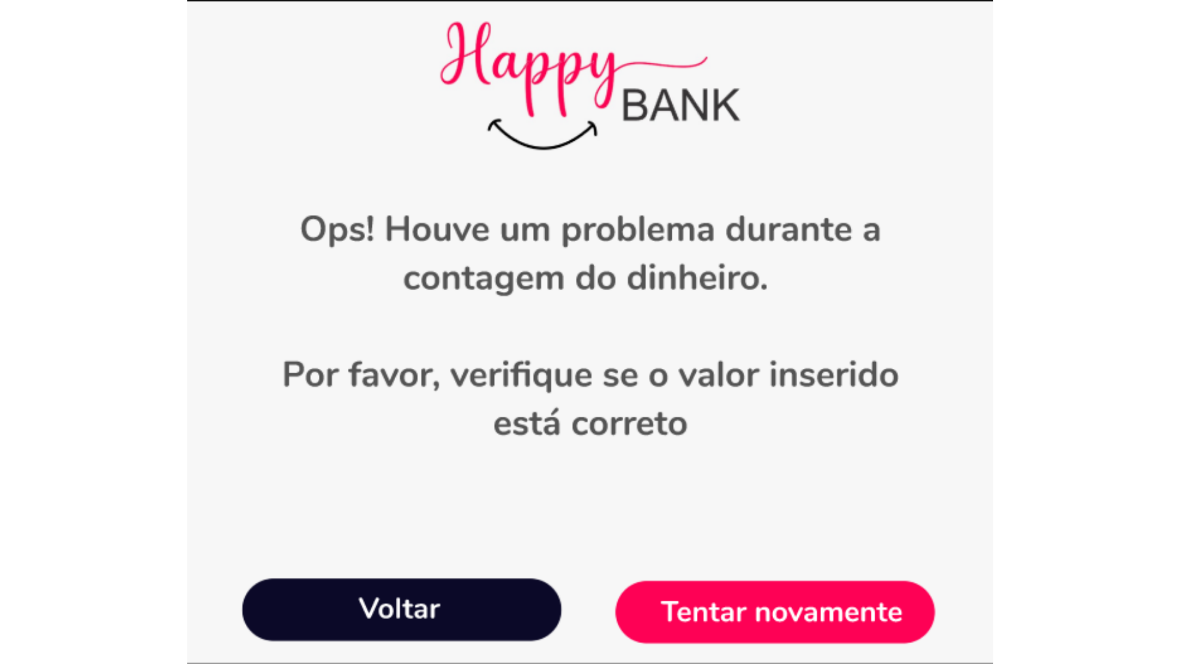 Happy BANK
Ops! Houve um problema durante a
contagem do dinheiro.
Por favor, verifique se o valor inserido
está correto
Voltar
Tentar novamente